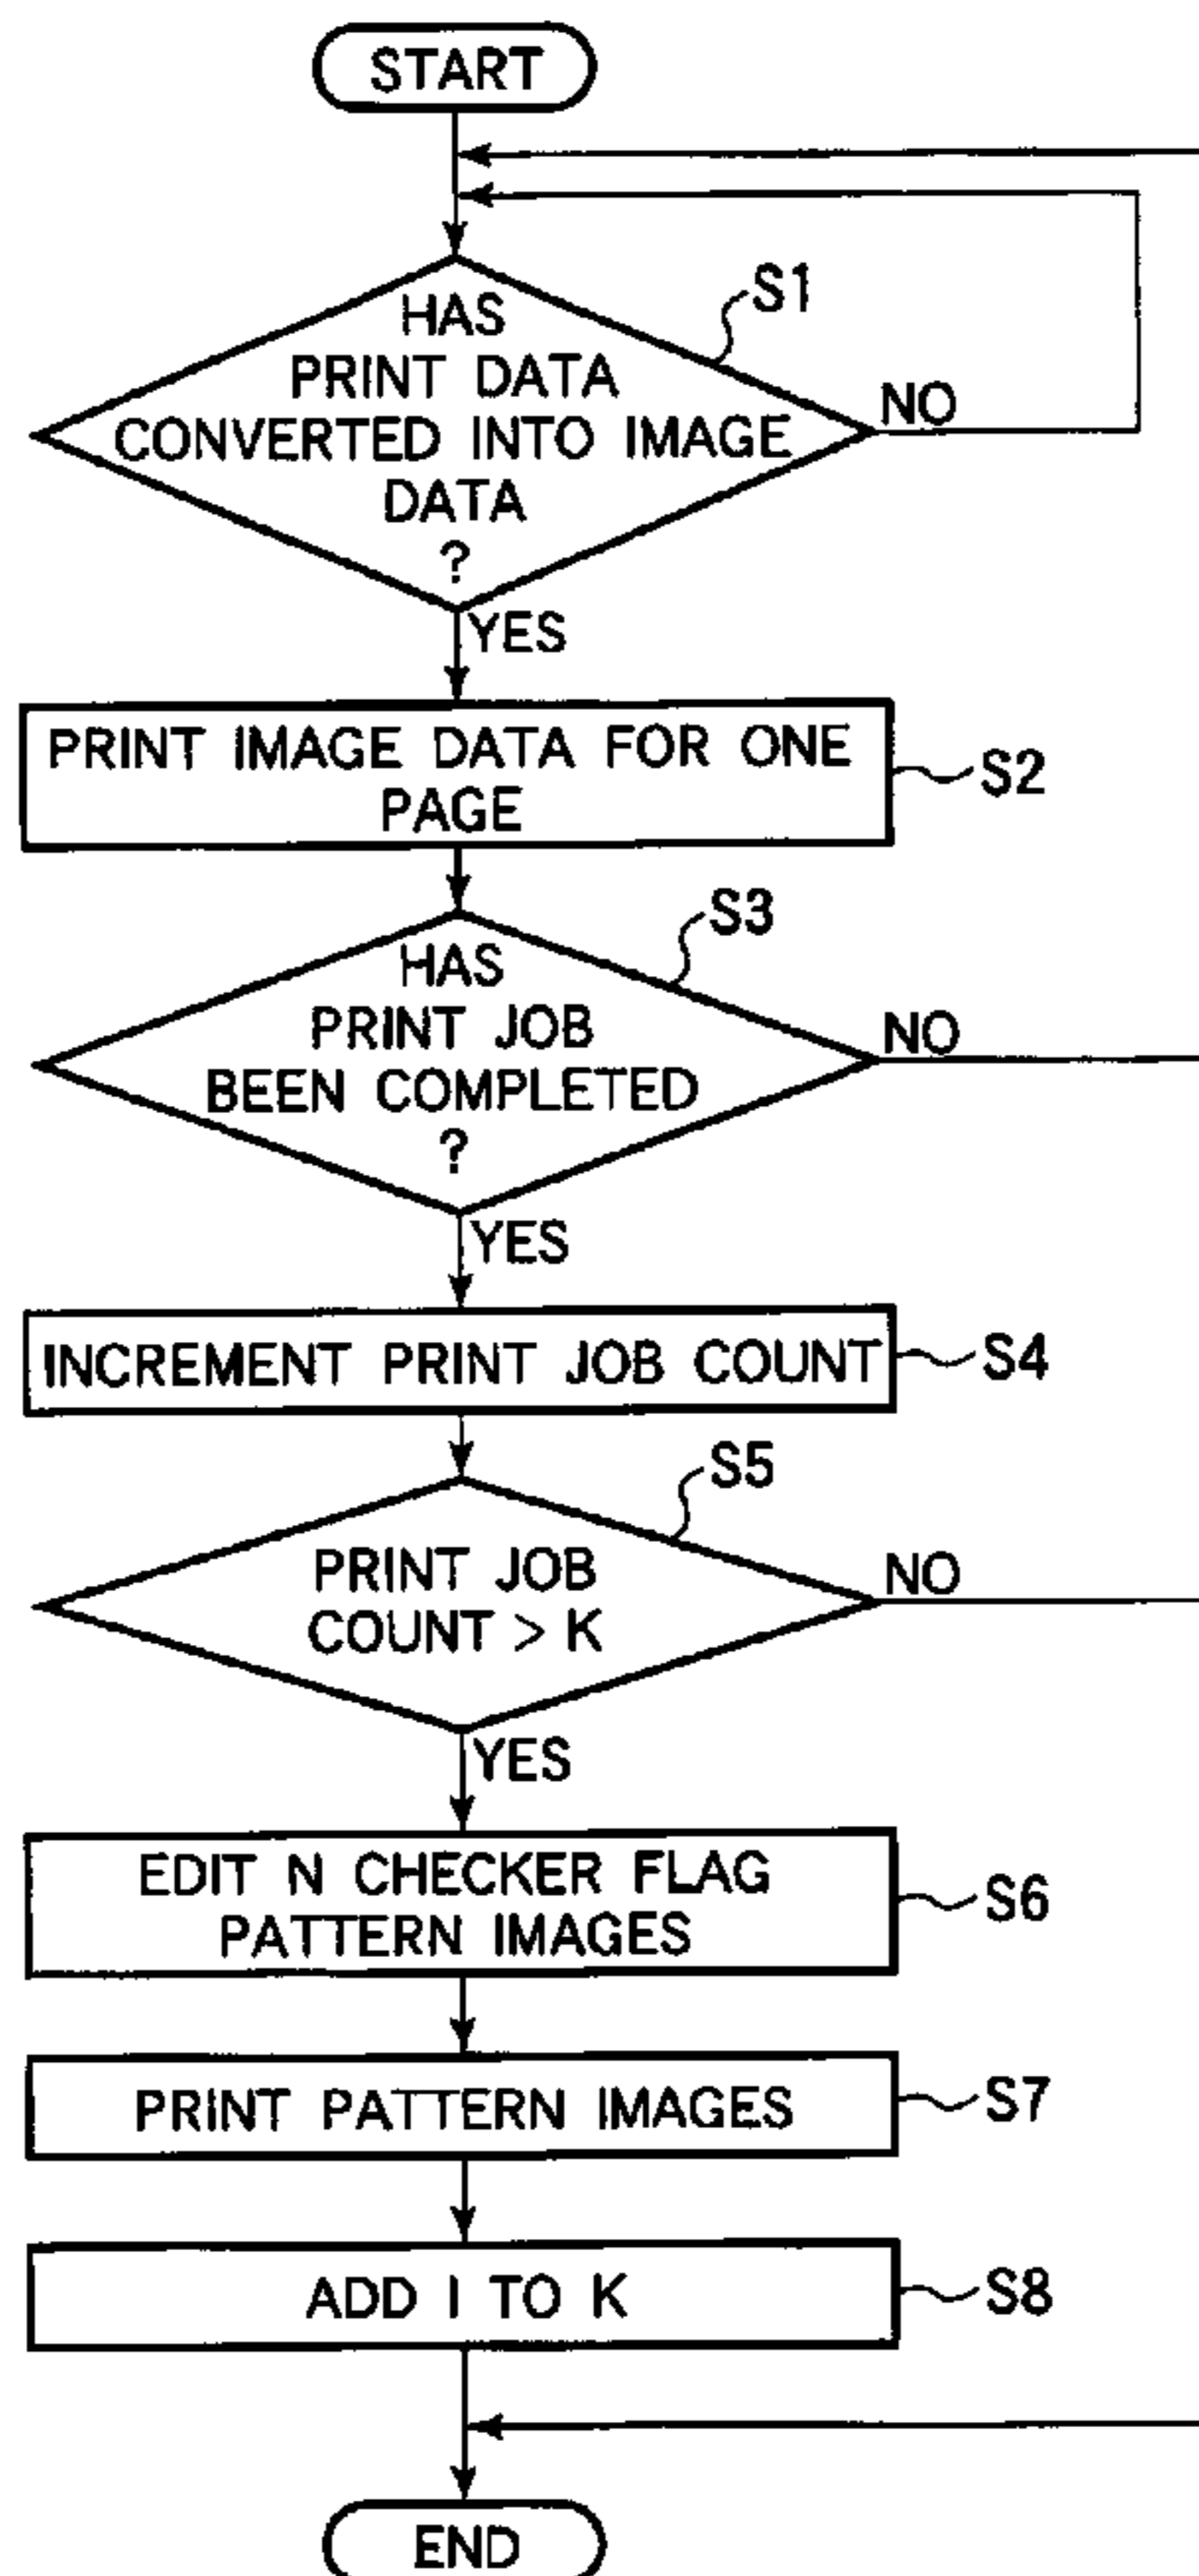 START
HAS
PRINT DATA
CONVERTED INTO IMAGE
DATA
?
S1
NO
YES
PRINT IMAGE DATA FOR ONE
PAGE
S2
HAS
PRINT JOB
BEEN COMPLETED
?
S3
NO
YES
INCREMENT PRINT JOB COUNT
S4
PRINT JOB
COUNT > K
S5
NO
YES
EDIT N CHECKER FLAG
PATTERN IMAGES
S6
PRINT PATTERN IMAGES
S7
ADD I TO K
S8
END